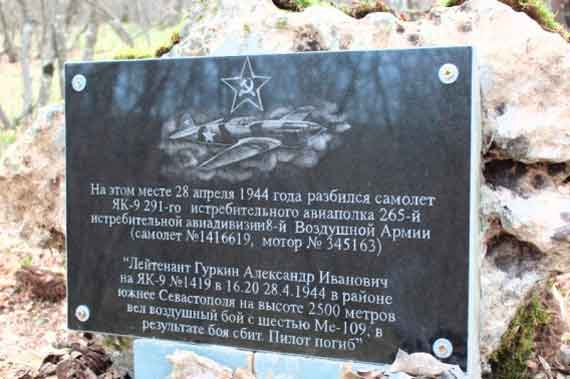 На этом месте 28 апреля 1944 года разбился самолет
ЯК-9 291-го истребительного авиаполка 265-й
истребительной авиадивизии8-й Воздушной Армии
(самолет №1416619, мотор № 345163)
"Лейтенант Гуркин Александр Иванович
на ЯК-9 №1419 в 16.20 28.4.1944 в районе
южнее Севастополя на высоте 2500 метров
вел воздушный бой с шестью Ме-109, в
результате боя сбит. Пилот погиб"